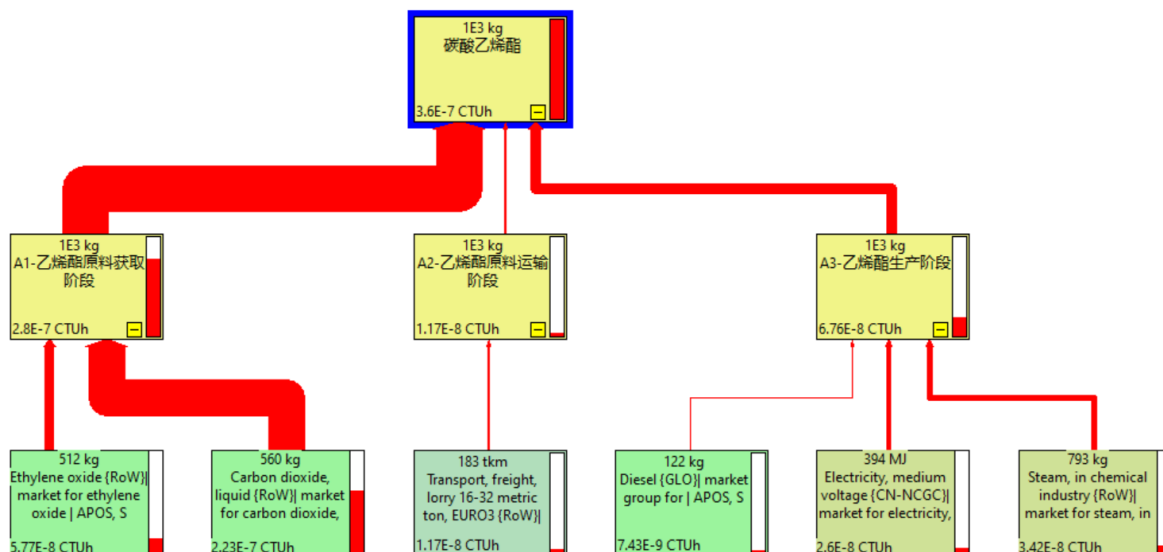 1E3 kg
碳酸乙烯酯
3.6E-7 CTUh
1E3 kg
A1-乙烯酯原料获取
阶段
2.8E-7 CTUh
1E3 kg
A2-乙烯酯原料运输
阶段
1.17E-8 CTUh
1E3 kg
A3-乙烯酯生产阶段
6.76E-8 CTUh
512 kg
Ethylene oxide {RoW}|
market for ethylene
oxide | APOS, S
5.77E-8 CTUh
560 kg
Carbon dioxide,
liquid {RoW}| market
for carbon dioxide,
2.23E-7 CTUh
183 tkm
Transport, freight,
lorry 16-32 metric
ton, EURO3 {RoW}|
1.17E-8 CTUh
122 kg
Diesel {GLO}| market
group for | APOS, S
7.43E-9 CTUh
394 MJ
Electricity, medium
voltage {CN-NCGC}|
market for electricity,
2.6E-8 CTUh
793 kg
Steam, in chemical
industry {RoW}|
market for steam, in
3.42E-8 CTUh